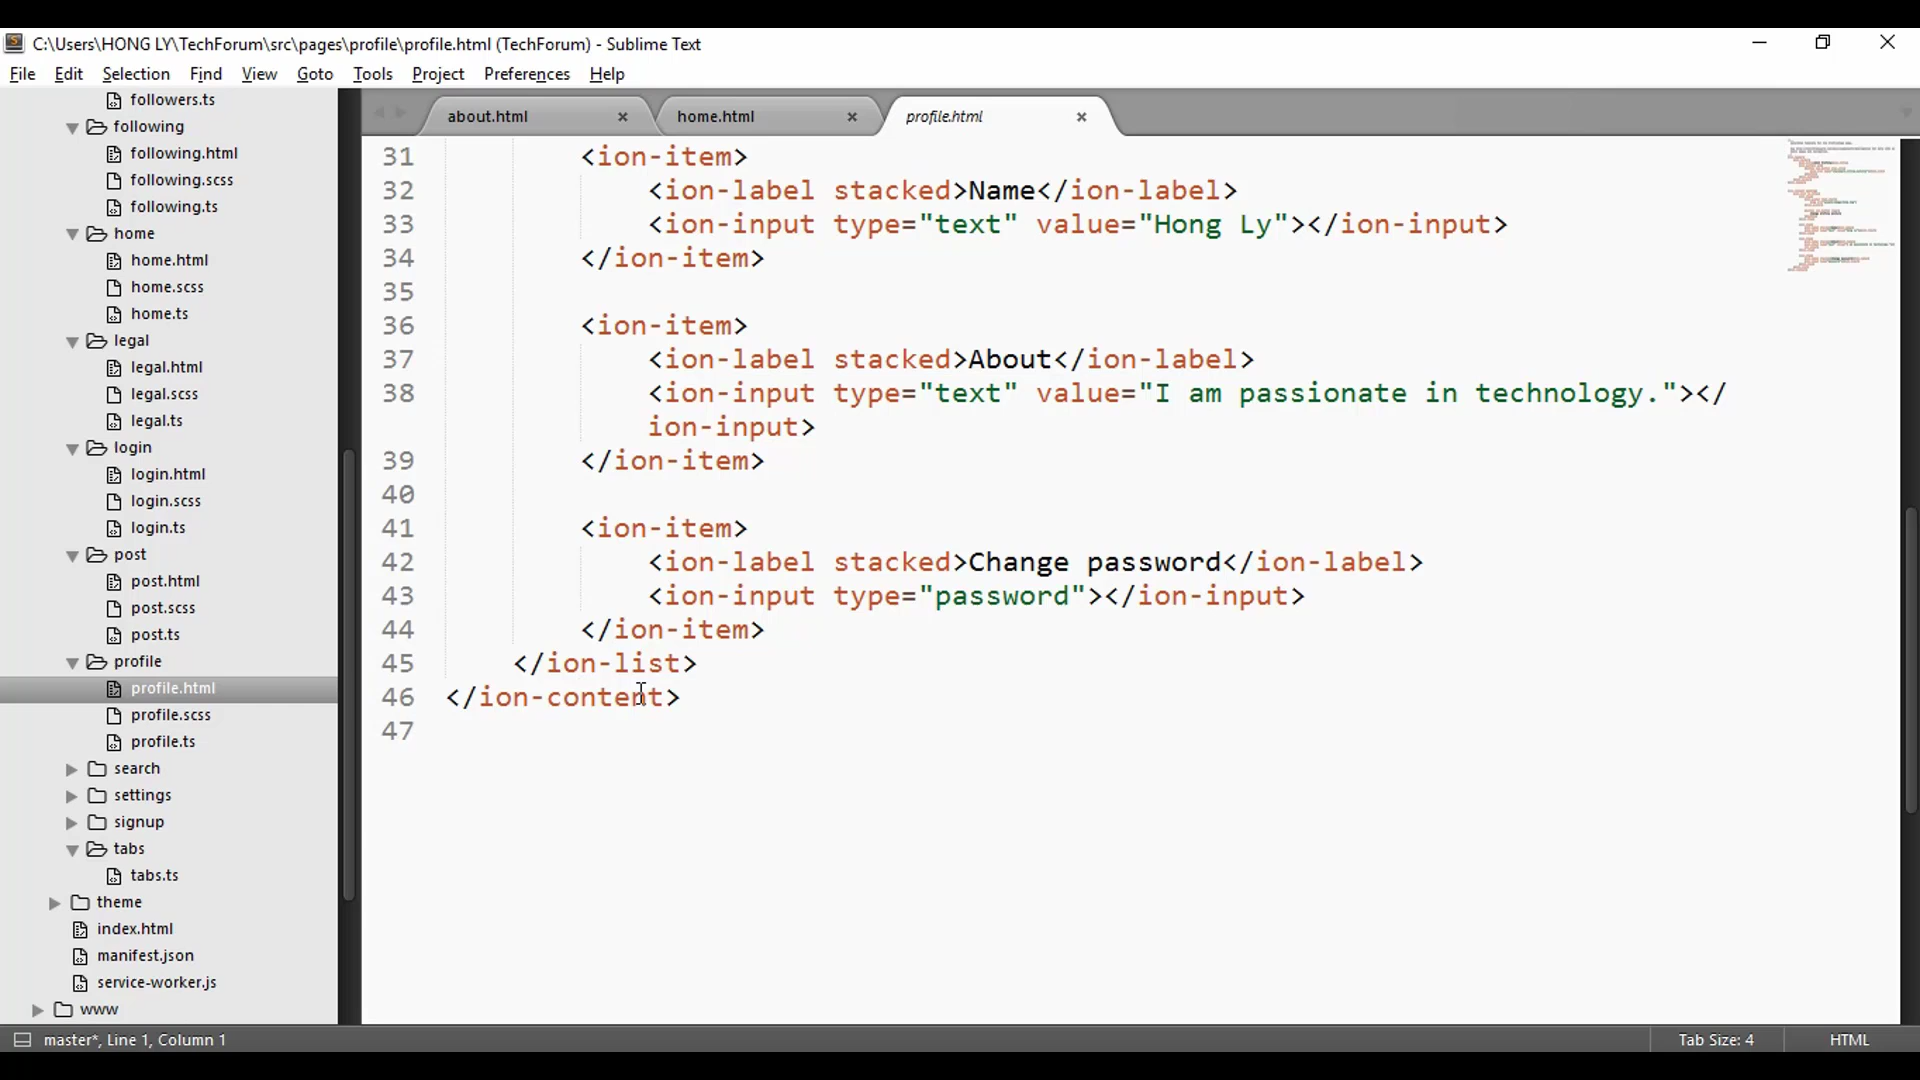 C:\Users\HONG LY\TechForum\src\pages\profile\profile.html (TechForum) - Sublime Text
File Edit Selection Find View Goto Tools Project Preferences Help
followers.ts
following
following.html
following.scss
following.ts
home
home.html
home.scss
home.ts
legal
legal.html
legal.scss
legal.ts
login
login.html
login.scss
login.ts
post
post.html
post.scss
post.ts
profile
profile.html
profile.scss
profile.ts
search
settings
signup
tabs
tabs.ts
theme
index.html
manifest.json
service-worker.js
www
about.html × home.html × profile.html ×
31 <ion-item>
32 <ion-label stacked>Name</ion-label>
33 <ion-input type="text" value="Hong Ly"></ion-input>
34 </ion-item>
35
36 <ion-item>
37 <ion-label stacked>About</ion-label>
38 <ion-input type="text" value="I am passionate in technology."></
ion-input>
39 </ion-item>
40
41 <ion-item>
42 <ion-label stacked>Change password</ion-label>
43 <ion-input type="password"></ion-input>
44 </ion-item>
45 </ion-list>
46 </ion-content>
47
master*, Line 1, Column 1 Tab Size: 4 HTML